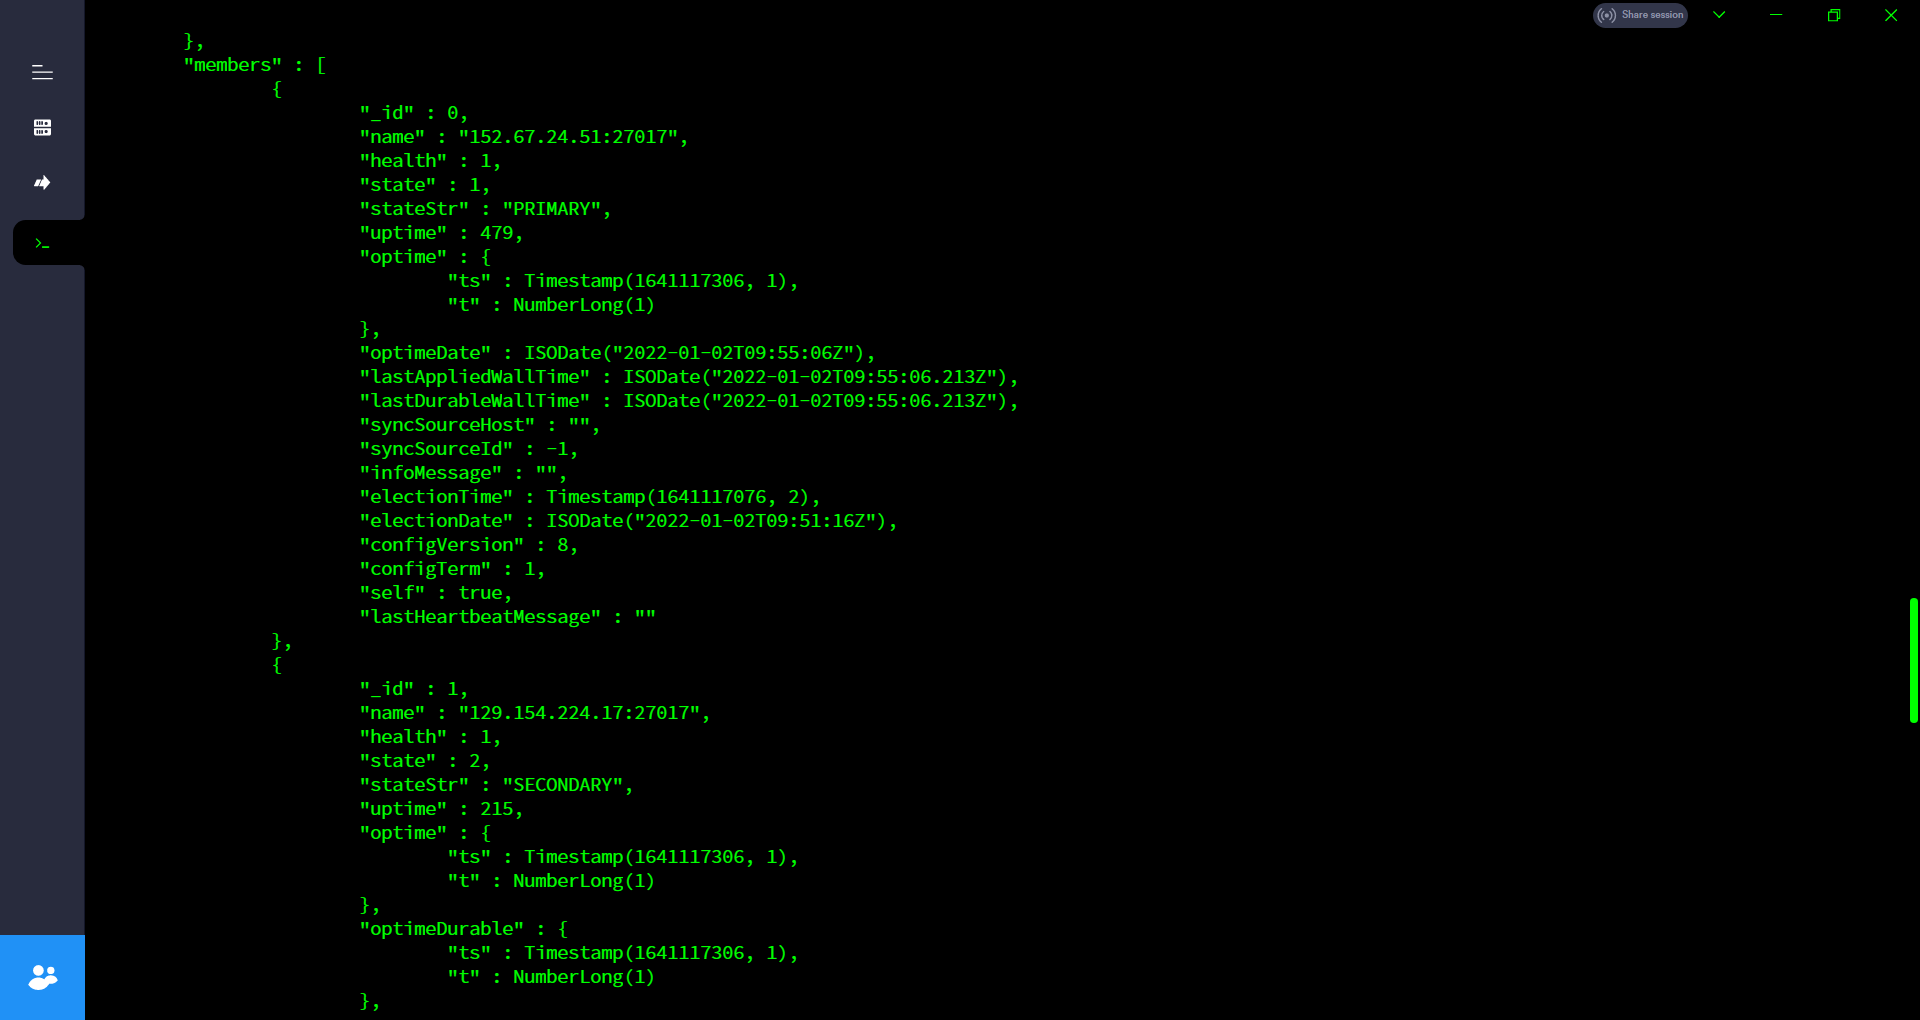 Share session
},
"members" : [
{
"_id" : 0,
"name" : "152.67.24.51:27017",
"health" : 1,
"state" : 1,
"stateStr" : "PRIMARY",
"uptime" : 479,
"optime" : {
"ts" : Timestamp(1641117306, 1),
"t" : NumberLong(1)
},
"optimeDate" : ISODate("2022-01-02T09:55:06Z"),
"lastAppliedWallTime" : ISODate("2022-01-02T09:55:06.213Z"),
"lastDurableWallTime" : ISODate("2022-01-02T09:55:06.213Z"),
"syncSourceHost" : "",
"syncSourceId" : -1,
"infoMessage" : "",
"electionTime" : Timestamp(1641117076, 2),
"electionDate" : ISODate("2022-01-02T09:51:16Z"),
"configVersion" : 8,
"configTerm" : 1,
"self" : true,
"lastHeartbeatMessage" : ""
},
{
"_id" : 1,
"name" : "129.154.224.17:27017",
"health" : 1,
"state" : 2,
"stateStr" : "SECONDARY",
"uptime" : 215,
"optime" : {
"ts" : Timestamp(1641117306, 1),
"t" : NumberLong(1)
},
"optimeDurable" : {
"ts" : Timestamp(1641117306, 1),
"t" : NumberLong(1)
},